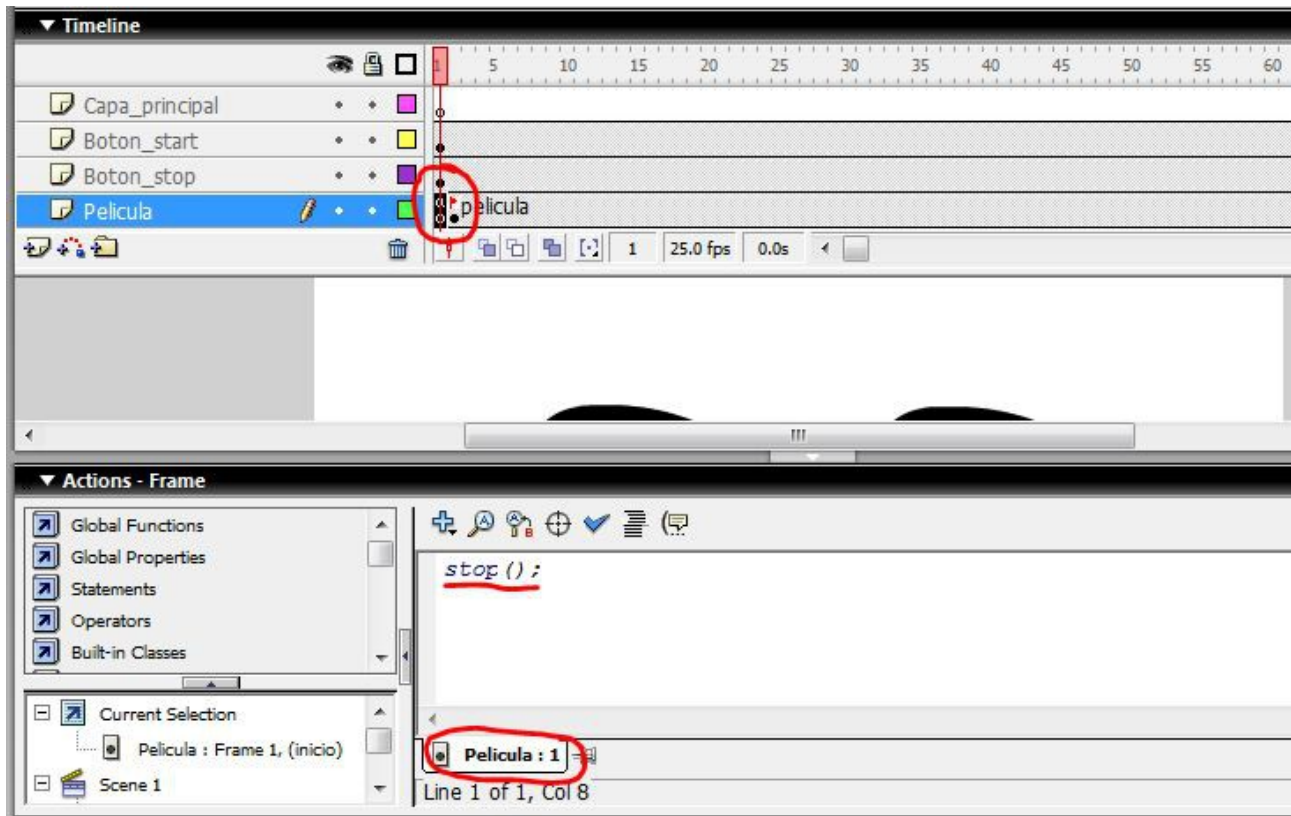 Timeline
1 5 10 15 20 25 30 35 40 45 50 55 60
Capa_principal
Boton_start
Boton_stop
Pelicula
pelicula
1 25.0 fps 0.0s
Actions - Frame
Global Functions
Global Properties
Statements
Operators
Built-in Classes
stop();
Current Selection
Pelicula : Frame 1, (inicio)
Scene 1
Pelicula : 1
Line 1 of 1, Col 8